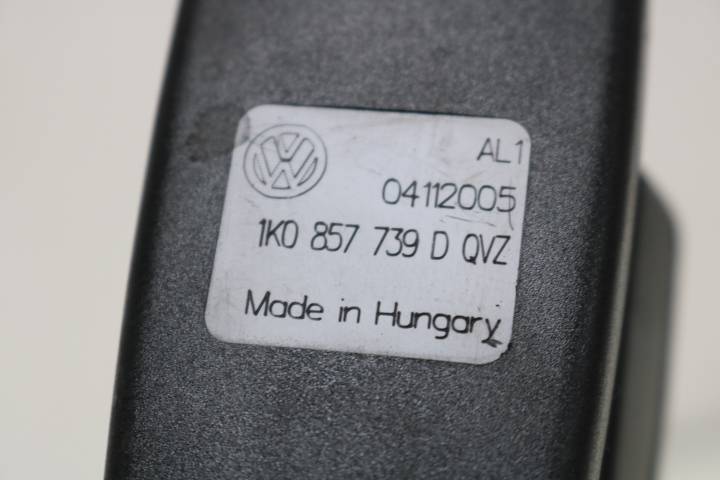 AL1
04112005
1K0 857 739 D QVZ
Made in Hungary